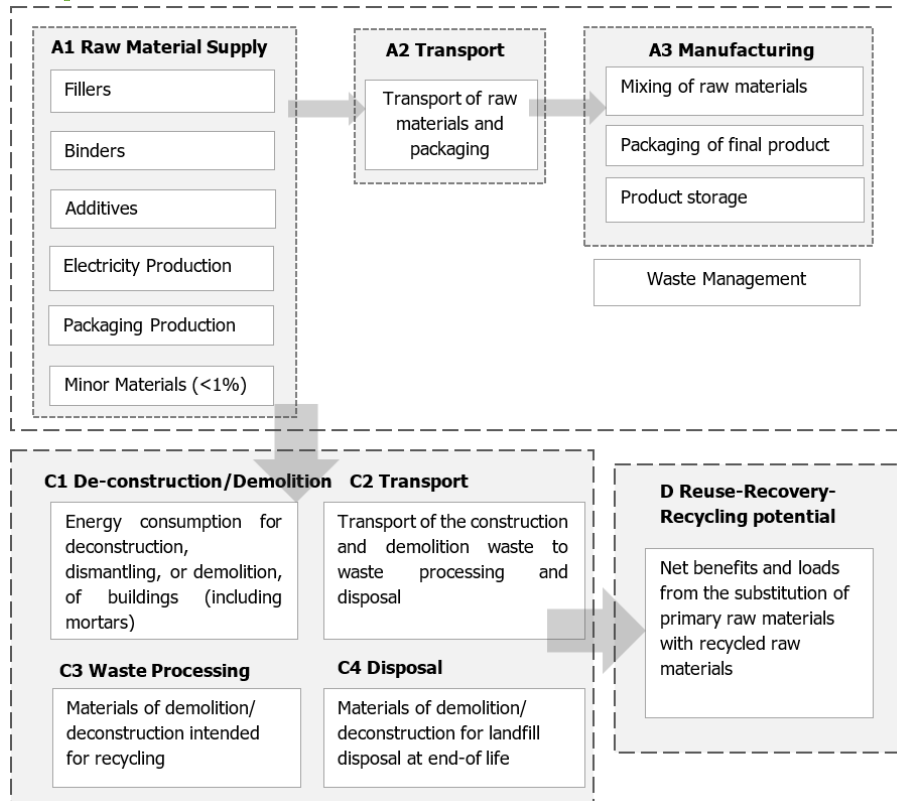 A1 Raw Material Supply
Fillers
Binders
Additives
Electricity Production
Packaging Production
Minor Materials (<1%)
A2 Transport
Transport of raw
materials and
packaging
A3 Manufacturing
Mixing of raw materials
Packaging of final product
Product storage
Waste Management
C1 De-construction/Demolition
Energy consumption for
deconstruction,
dismantling, or demolition,
of buildings (including
mortars)
C2 Transport
Transport of the construction
and demolition waste to
waste processing and
disposal
C3 Waste Processing
Materials of demolition/
deconstruction intended
for recycling
C4 Disposal
Materials of demolition/
deconstruction for landfill
disposal at end-of life
D Reuse-Recovery-
Recycling potential
Net benefits and loads
from the substitution of
primary raw materials
with recycled raw
materials